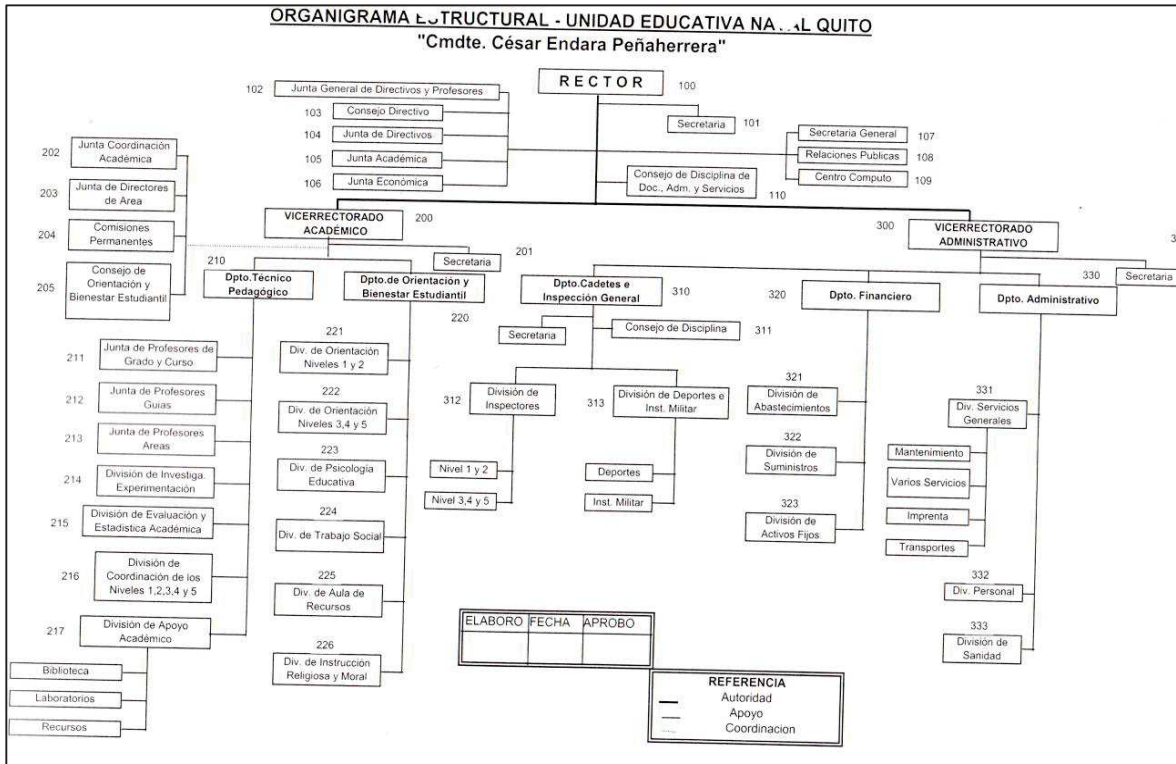 ORGANIGRAMA ESTRUCTURAL - UNIDAD EDUCATIVA QUITO
"Cmdte. César Endara Peñaherrera"
RECTOR 100
102 Junta General de Directivos y Profesores
103 Consejo Directivo
104 Junta de Directivos
105 Junta Académica
106 Junta Económica
Secretaria 101
Secretaria General 107
Relaciones Publicas 108
Centro Computo 109
Consejo de Disciplina de
Doc., Adm. y Servicios
110
VICERRECTORADO
ACADÉMICO
200
Secretaria
201
202 Junta Coordinación
Académica
203 Junta de Directores
de Area
204 Comisiones
Permanentes
205 Consejo de
Orientación y
Bienestar Estudiantil
210
Dpto.Técnico
Pedagógico
Dpto.de Orientación y
Bienestar Estudiantil
220
211 Junta de Profesores de
Grado y Curso
212 Junta de Profesores
Guias
213 Junta de Profesores
Areas
214 División de Investiga.
Experimentación
215 División de Evaluación y
Estadistica Académica
216 División de
Coordinación de los
Niveles 1,2,3,4 y 5
217 División de Apoyo
Académico
Biblioteca
Laboratorios
Recursos
221
Div. de Orientación
Niveles 1 y 2
222
Div. de Orientación
Niveles 3,4 y 5
223
Div. de Psicología
Educativa
224
Div. de Trabajo Social
225
Div. de Aula de
Recursos
226
Div. de Instrucción
Religiosa y Moral
300
VICERRECTORADO
ADMINISTRATIVO
3
Secretaria
Dpto.Cadetes e
Inspección General
310
Secretaria
Consejo de Disciplina 311
312 División de
Inspectores
Nivel 1 y 2
Nivel 3,4 y 5
313 División de Deportes e
Inst. Militar
Deportes
Inst. Militar
320
Dpto. Financiero
321
División de
Abastecimientos
322
División de
Suministros
323
División de
Activos Fijos
330
Dpto. Administrativo
331
Div. Servicios
Generales
Mantenimiento
Varios Servicios
Imprenta
Transportes
332
Div. Personal
333
División de
Sanidad
ELABORO FECHA APROBO
REFERENCIA
Autoridad
Apoyo
Coordinacion